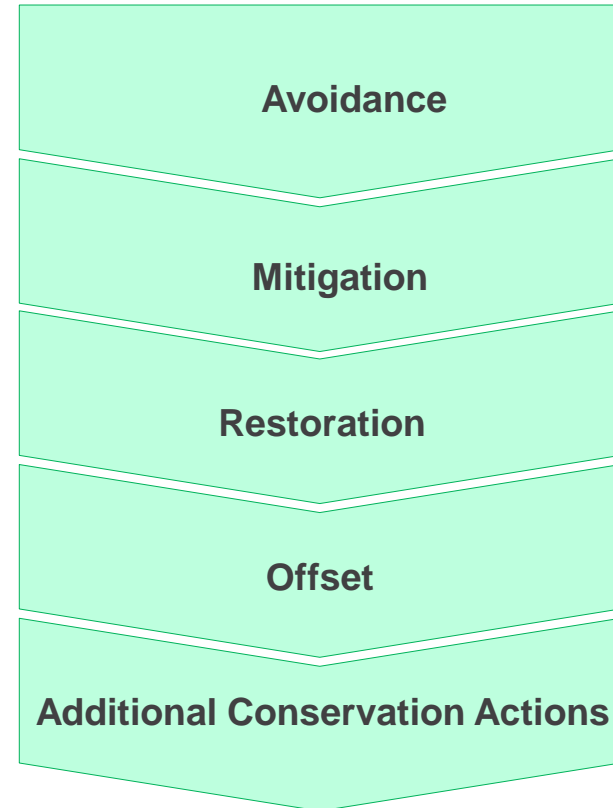 Avoidance
Mitigation
Restoration
Offset
Additional Conservation Actions